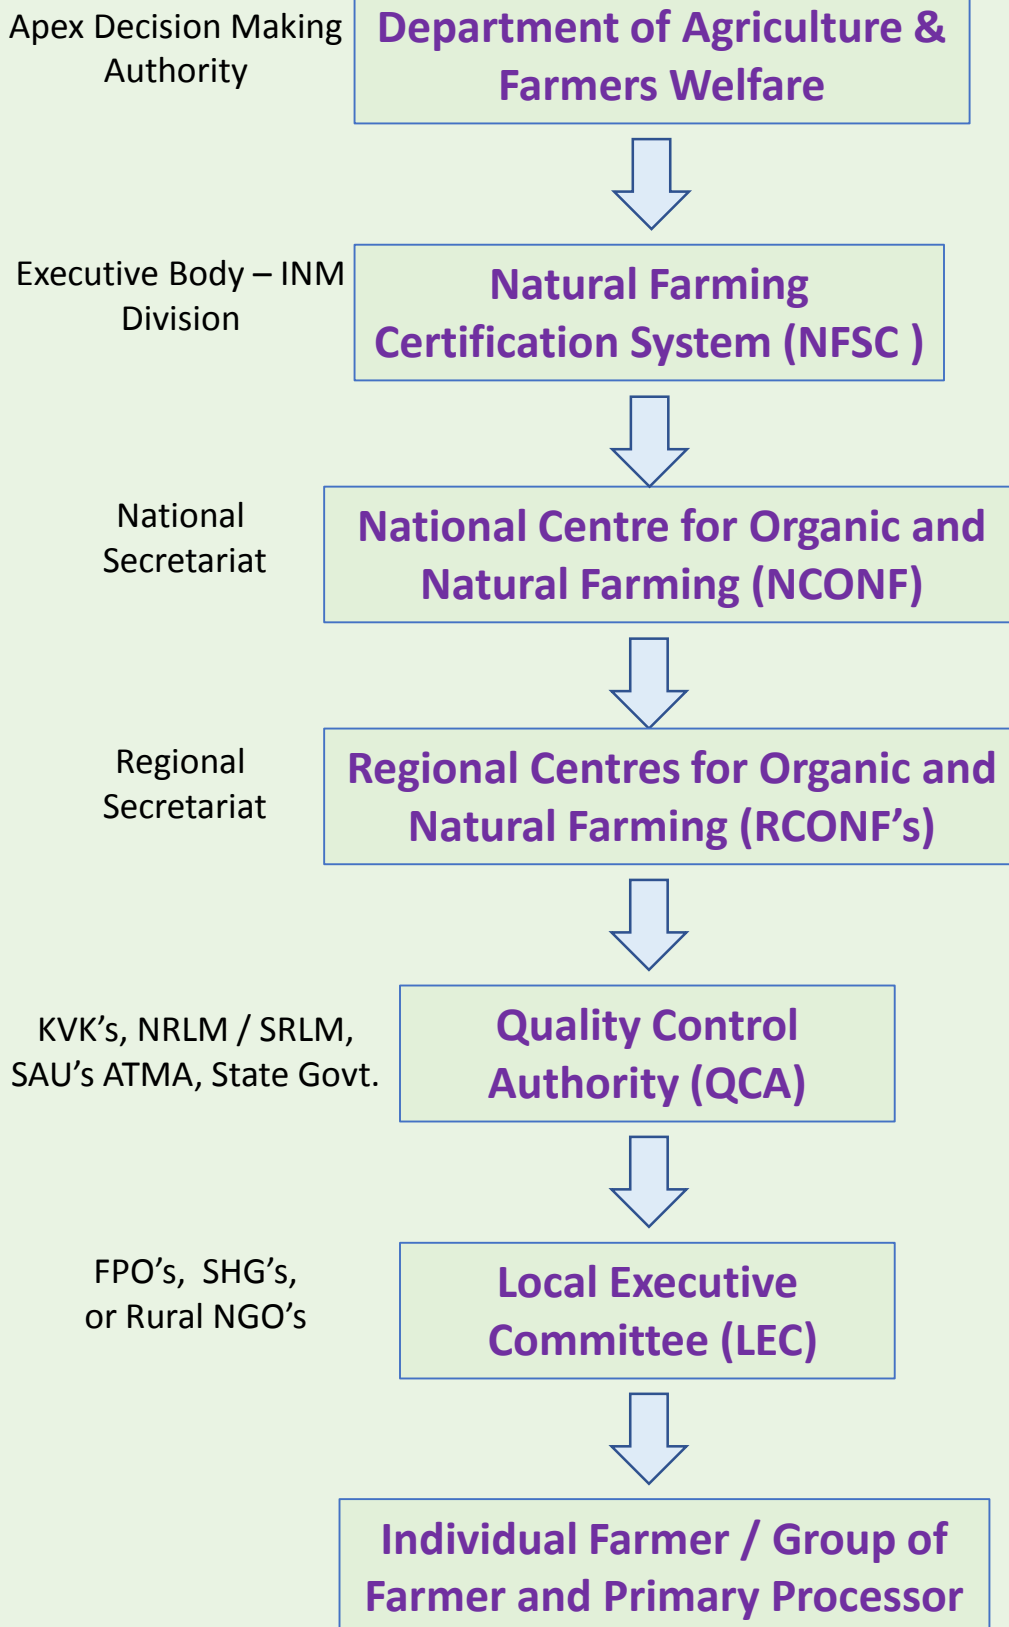 Apex Decision Making
Authority
Department of Agriculture &
Farmers Welfare
Executive Body – INM
Division
Natural Farming
Certification System (NFSC )
National
Secretariat
National Centre for Organic and
Natural Farming (NCONF)
Regional
Secretariat
Regional Centres for Organic and
Natural Farming (RCONF’s)
KVK’s, NRLM / SRLM,
SAU’s ATMA, State Govt.
Quality Control
Authority (QCA)
FPO’s, SHG’s,
or Rural NGO’s
Local Executive
Committee (LEC)
Individual Farmer / Group of
Farmer and Primary Processor